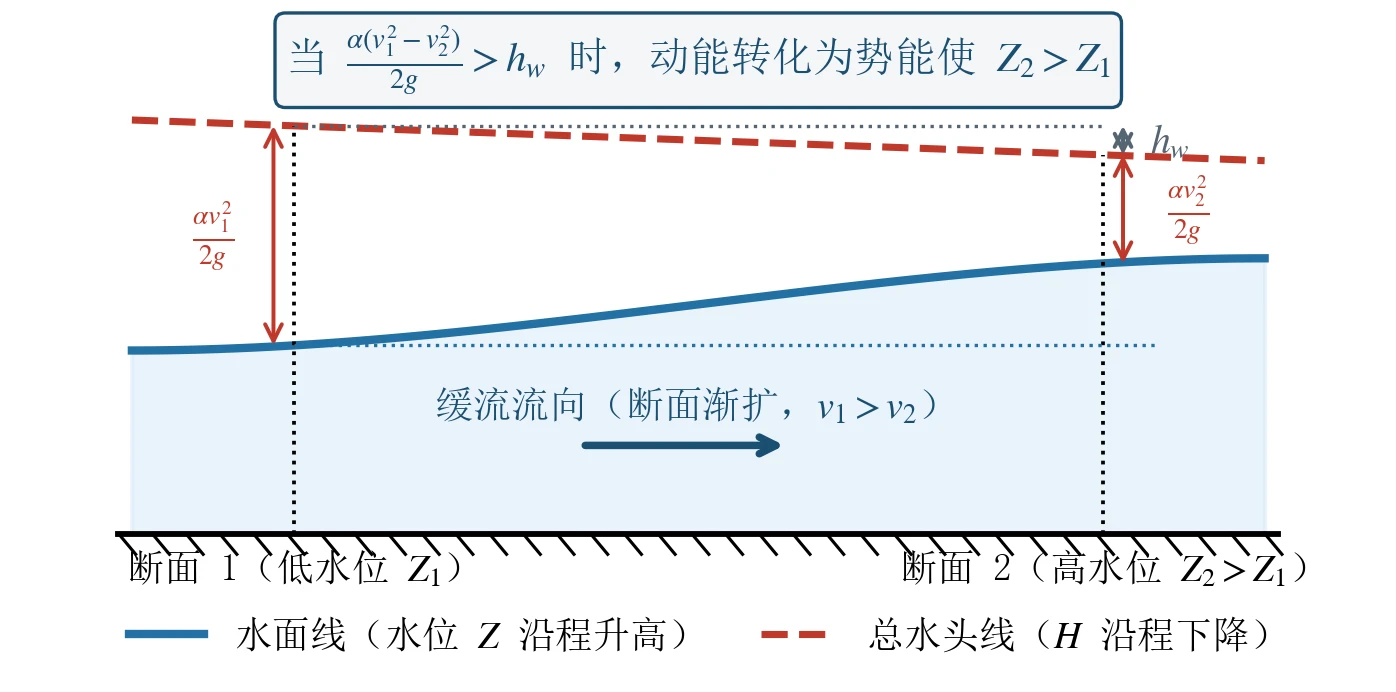 当 α(v₁² − v₂²)/2g > h_w 时，动能转化为势能使 Z₂ > Z₁
h_w
αv₁²/2g
αv₂²/2g
缓流流向（断面渐扩，v₁ > v₂）
断面 1（低水位 Z₁）
断面 2（高水位 Z₂ > Z₁）
水面线（水位 Z 沿程升高）
总水头线（H 沿程下降）